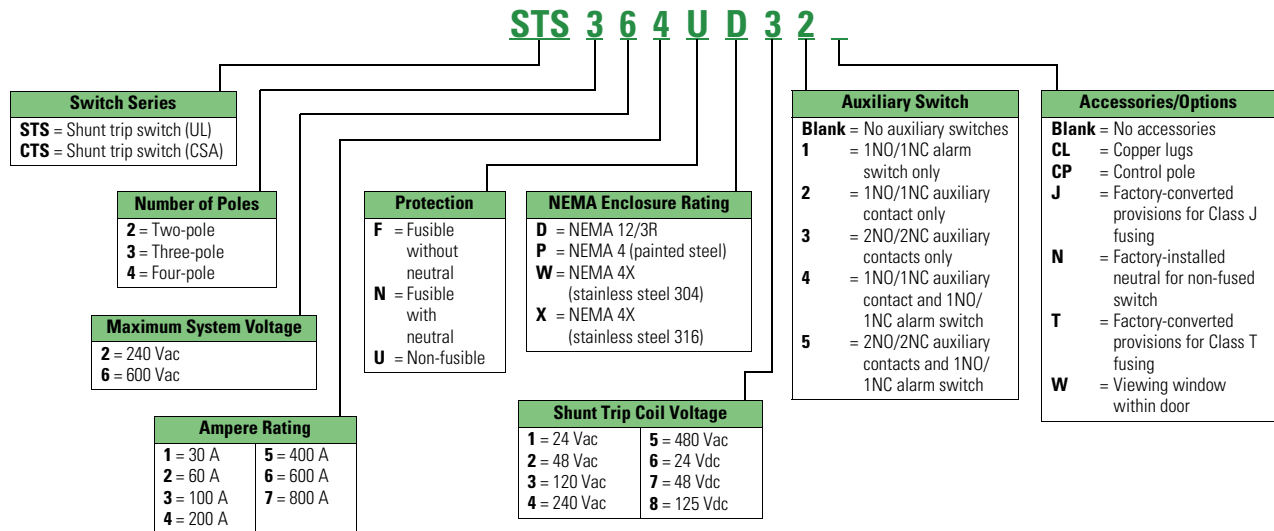 STS 3 6 4 U D 3 2 _
Switch Series
STS = Shunt trip switch (UL)
CTS = Shunt trip switch (CSA)
Number of Poles
2 = Two-pole
3 = Three-pole
4 = Four-pole
Maximum System Voltage
2 = 240 Vac
6 = 600 Vac
Ampere Rating
1 = 30 A
2 = 60 A
3 = 100 A
4 = 200 A
5 = 400 A
6 = 600 A
7 = 800 A
Protection
F = Fusible
without
neutral
N = Fusible
with
neutral
U = Non-fusible
NEMA Enclosure Rating
D = NEMA 12/3R
P = NEMA 4 (painted steel)
W = NEMA 4X
(stainless steel 304)
X = NEMA 4X
(stainless steel 316)
Shunt Trip Coil Voltage
1 = 24 Vac
2 = 48 Vac
3 = 120 Vac
4 = 240 Vac
5 = 480 Vac
6 = 24 Vdc
7 = 48 Vdc
8 = 125 Vdc
Auxiliary Switch
Blank = No auxiliary switches
1 = 1NO/1NC alarm
switch only
2 = 1NO/1NC auxiliary
contact only
3 = 2NO/2NC auxiliary
contacts only
4 = 1NO/1NC auxiliary
contact and 1NO/
1NC alarm switch
5 = 2NO/2NC auxiliary
contacts and 1NO/
1NC alarm switch
Accessories/Options
Blank = No accessories
CL = Copper lugs
CP = Control pole
J = Factory-converted
provisions for Class J
fusing
N = Factory-installed
neutral for non-fused
switch
T = Factory-converted
provisions for Class T
fusing
W = Viewing window
within door